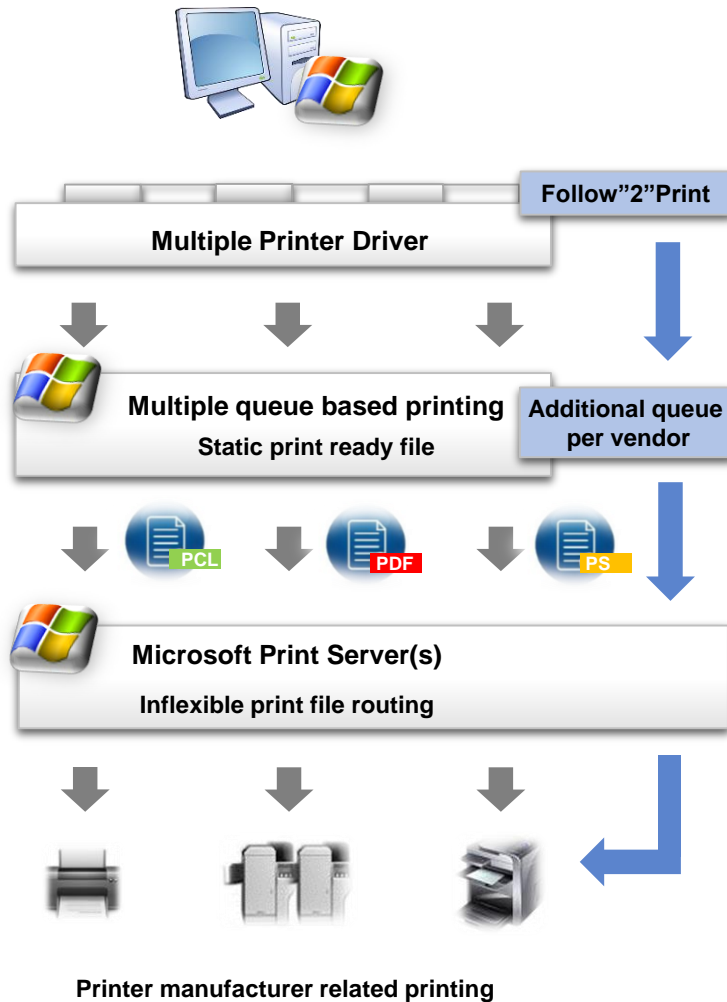 Follow”2”Print
Multiple Printer Driver
Multiple queue based printing
Static print ready file
Additional queue
per vendor
PCL
PDF
PS
Microsoft Print Server(s)
Inflexible print file routing
Printer manufacturer related printing